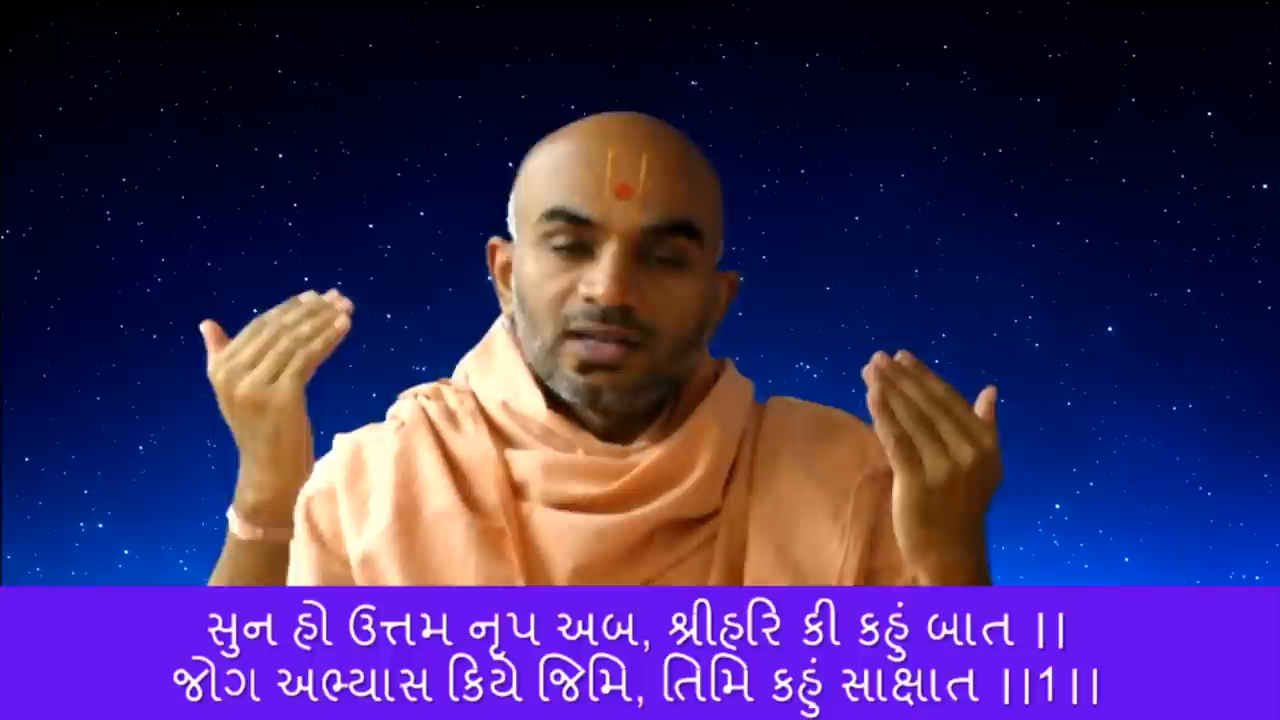 સુન હો ઉત્તમ નૃપ અબ, શ્રીહરિ કી કહું બાત ।।
જોગ અભ્યાસ કિયે જિમિ, તિમિ કહું સાક્ષાત ।।1।।